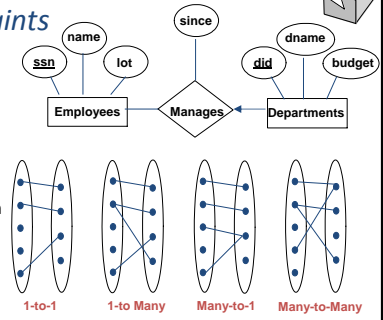 since
name
dname
ssn
lot
did
budget
Employees
Manages
Departments
1-to-1
1-to Many
Many-to-1
Many-to-Many